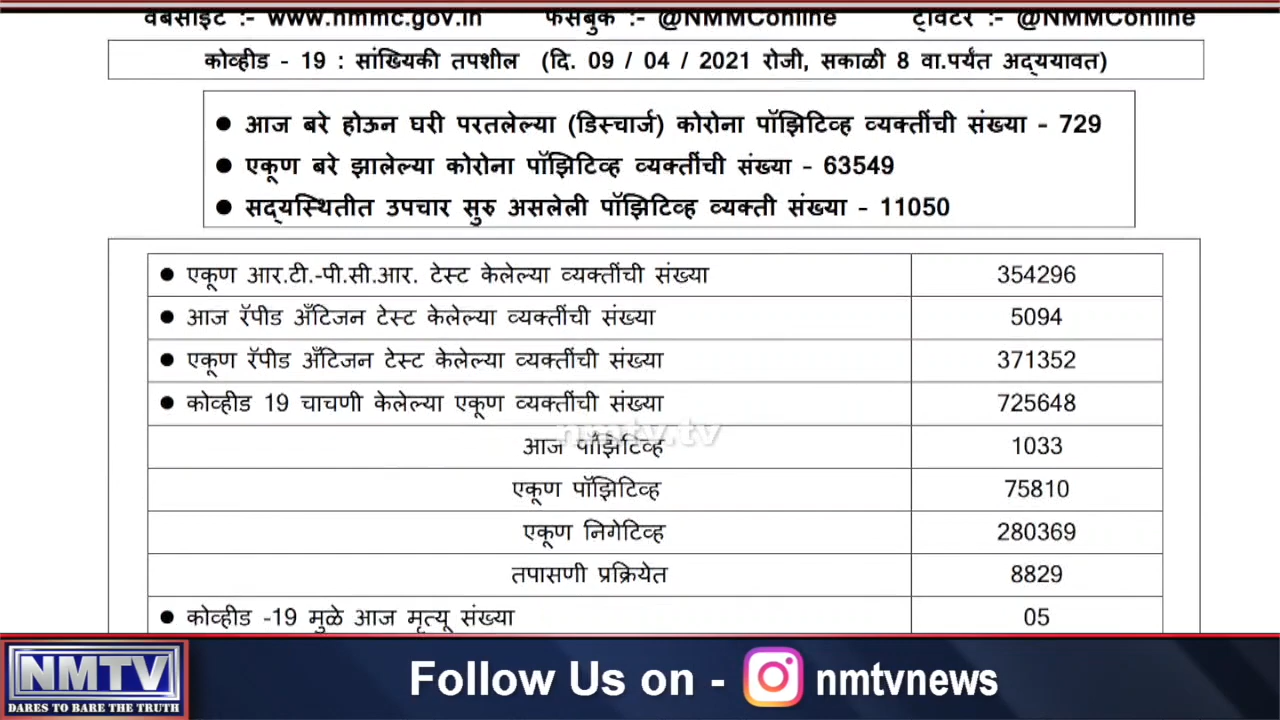 वेबसाईट :- www.nmmc.gov.in फेसबुक :- @NMMConline ट्विटर :- @NMMConline
कोव्हीड - 19 : सांख्यिकी तपशील (दि. 09 / 04 / 2021 रोजी, सकाळी 8 वा.पर्यंत अद्ययावत)
● आज बरे होऊन घरी परतलेल्या (डिस्चार्ज) कोरोना पॉझिटिव्ह व्यक्तींची संख्या - 729
● एकूण बरे झालेल्या कोरोना पॉझिटिव्ह व्यक्तींची संख्या - 63549
● सद्यस्थितीत उपचार सुरु असलेली पॉझिटिव्ह व्यक्ती संख्या - 11050
● एकूण आर.टी.-पी.सी.आर. टेस्ट केलेल्या व्यक्तींची संख्या 354296
● आज रॅपीड अँटिजन टेस्ट केलेल्या व्यक्तींची संख्या 5094
● एकूण रॅपीड अँटिजन टेस्ट केलेल्या व्यक्तींची संख्या 371352
● कोव्हीड 19 चाचणी केलेल्या एकूण व्यक्तींची संख्या 725648
nmtv.tv
आज पॉझिटिव्ह 1033
एकूण पॉझिटिव्ह 75810
एकूण निगेटिव्ह 280369
तपासणी प्रक्रियेत 8829
● कोव्हीड -19 मुळे आज मृत्यू संख्या 05
NMTV
DARES TO BARE THE TRUTH
Follow Us on - nmtvnews